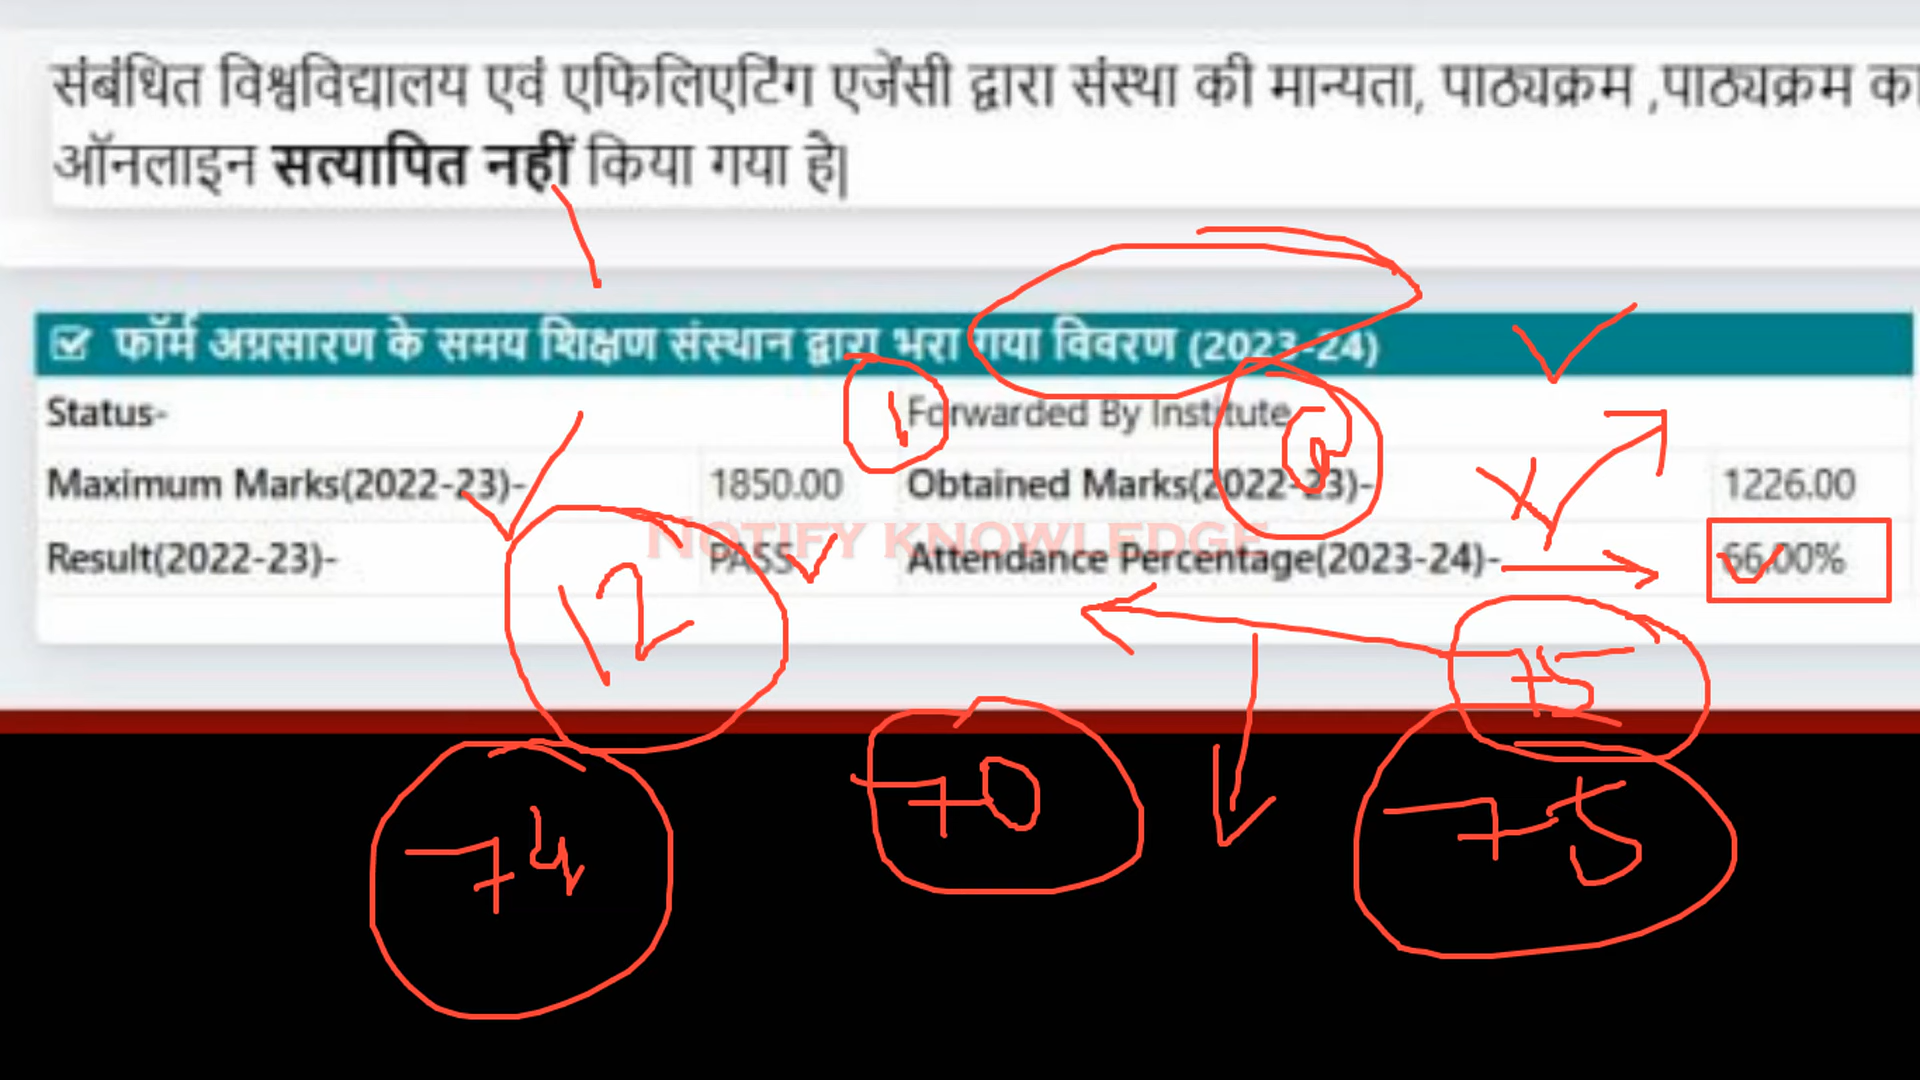 संबंधित विश्वविद्यालय एवं एफिलिएटिंग एजेंसी द्वारा संस्था की मान्यता, पाठ्यक्रम ,पाठ्यक्रम का
ऑनलाइन सत्यापित नहीं किया गया हे|
फॉर्म अग्रसारण के समय शिक्षण संस्थान द्वारा भरा गया विवरण (2023-24)
Status- Forwarded By Institute
1
Maximum Marks(2022-23)- 1850.00 Obtained Marks(2022-23)- 1226.00
NOTIFY KNOWLEDGE
Result(2022-23)- PASS Attendance Percentage(2023-24)- 66.00%
12
75
74 70 75